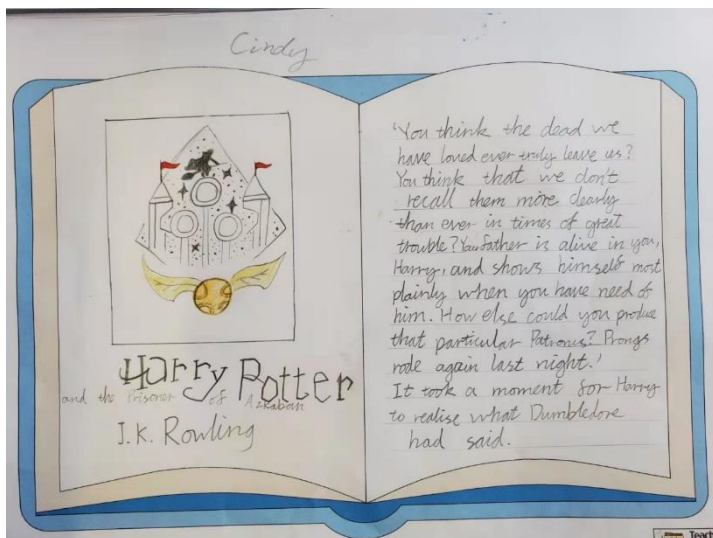 Cindy
Harry Potter
and the Prisoner of Azkaban
J.K. Rowling
'You think the dead we
have loved ever truly leave us?
You think that we don't
recall them more clearly
than ever in times of great
trouble? Your father is alive in you,
Harry, and shows himself most
plainly when you have need of
him. How else could you produce
that particular Patronus? Prongs
rode again last night.'
It took a moment for Harry
to realise what Dumbledore
had said.
Teach